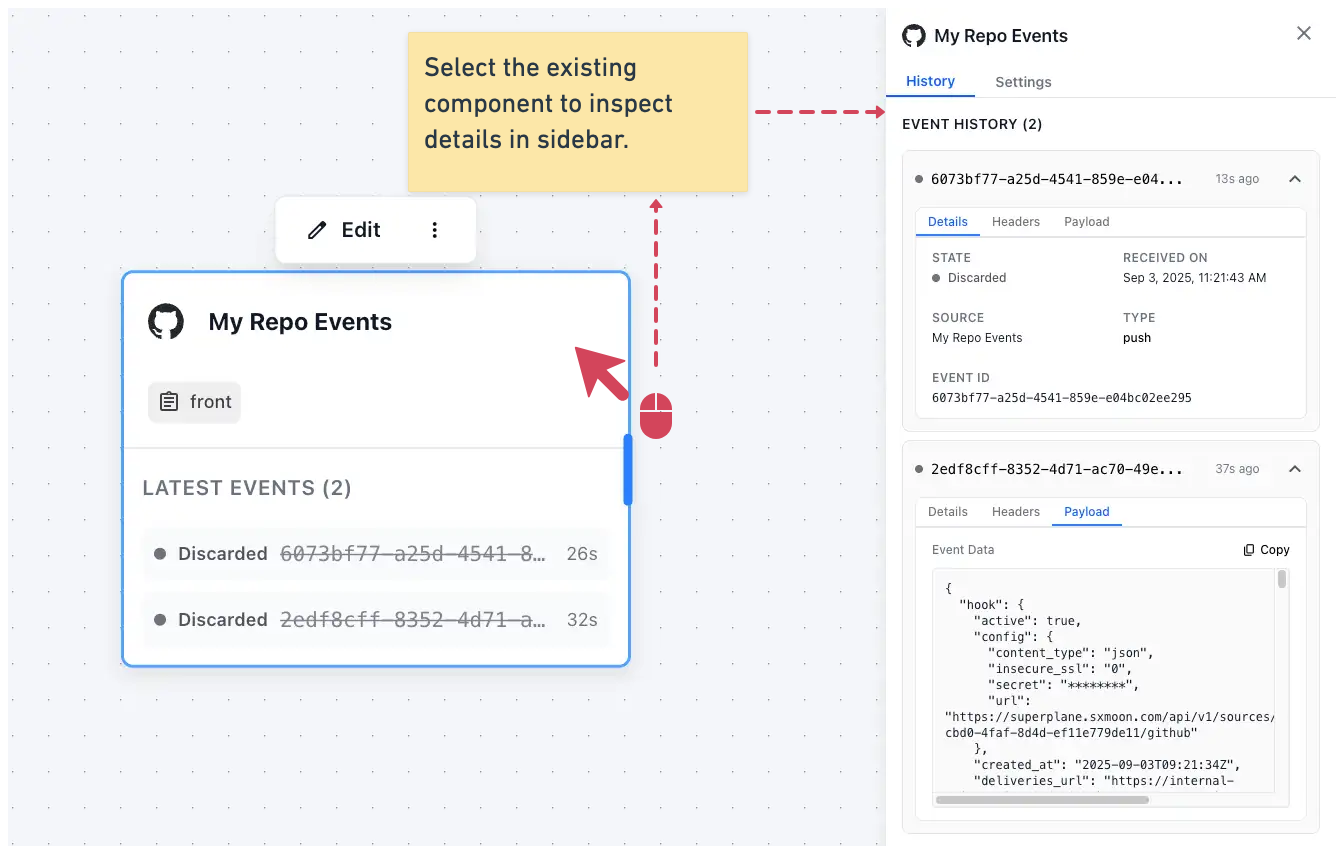 Select the existing
component to inspect
details in sidebar.
Edit
My Repo Events
front
LATEST EVENTS (2)
Discarded 6073bf77-a25d-4541-8... 26s
Discarded 2edf8cff-8352-4d71-a... 32s
My Repo Events
History Settings
EVENT HISTORY (2)
6073bf77-a25d-4541-859e-e04... 13s ago
Details Headers Payload
STATE RECEIVED ON
Discarded Sep 3, 2025, 11:21:43 AM
SOURCE TYPE
My Repo Events push
EVENT ID
6073bf77-a25d-4541-859e-e04bc02ee295
2edf8cff-8352-4d71-ac70-49e... 37s ago
Details Headers Payload
Event Data Copy
{
"hook": {
"active": true,
"config": {
"content_type": "json",
"insecure_ssl": "0",
"secret": "********",
"url":
"https://superplane.sxmoon.com/api/v1/sources/
cbd0-4faf-8d4d-ef11e779de11/github"
},
"created_at": "2025-09-03T09:21:34Z",
"deliveries_url": "https://internal-